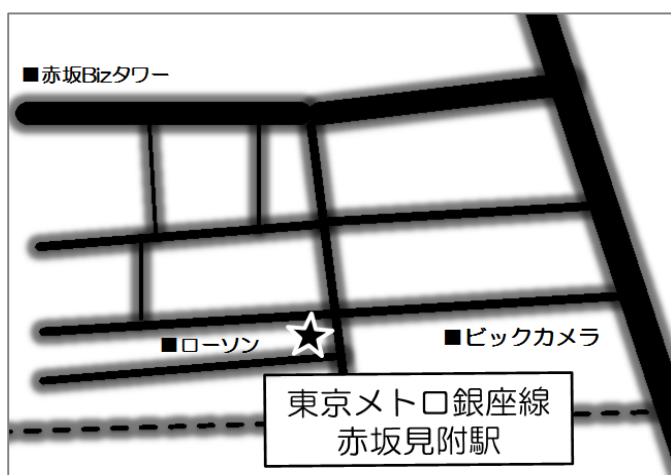 ■赤坂Bizタワー
■ローソン
■ビックカメラ
東京メトロ銀座線
赤坂見附駅